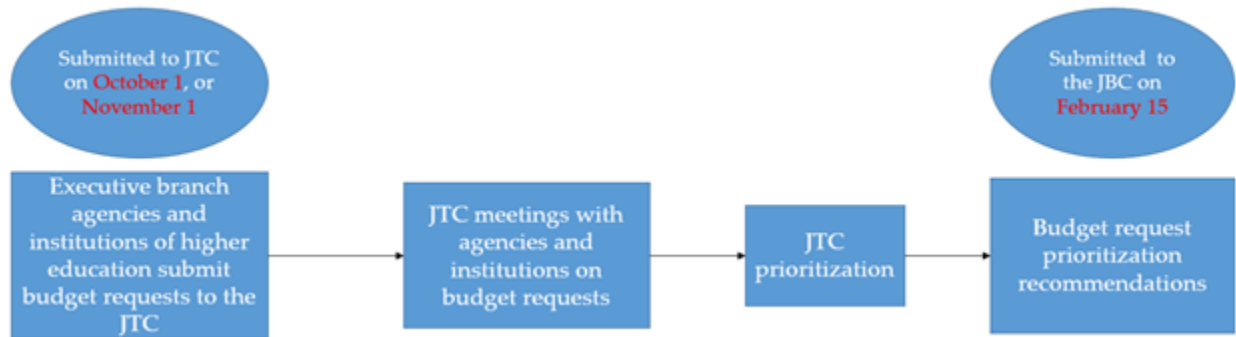 Submitted to JTC
on October 1, or
November 1
Submitted to
the JBC on
February 15
Executive branch
agencies and
institutions of higher
education submit
budget requests to the
JTC
JTC meetings with
agencies and
institutions on
budget requests
JTC
prioritization
Budget request
prioritization
recommendations